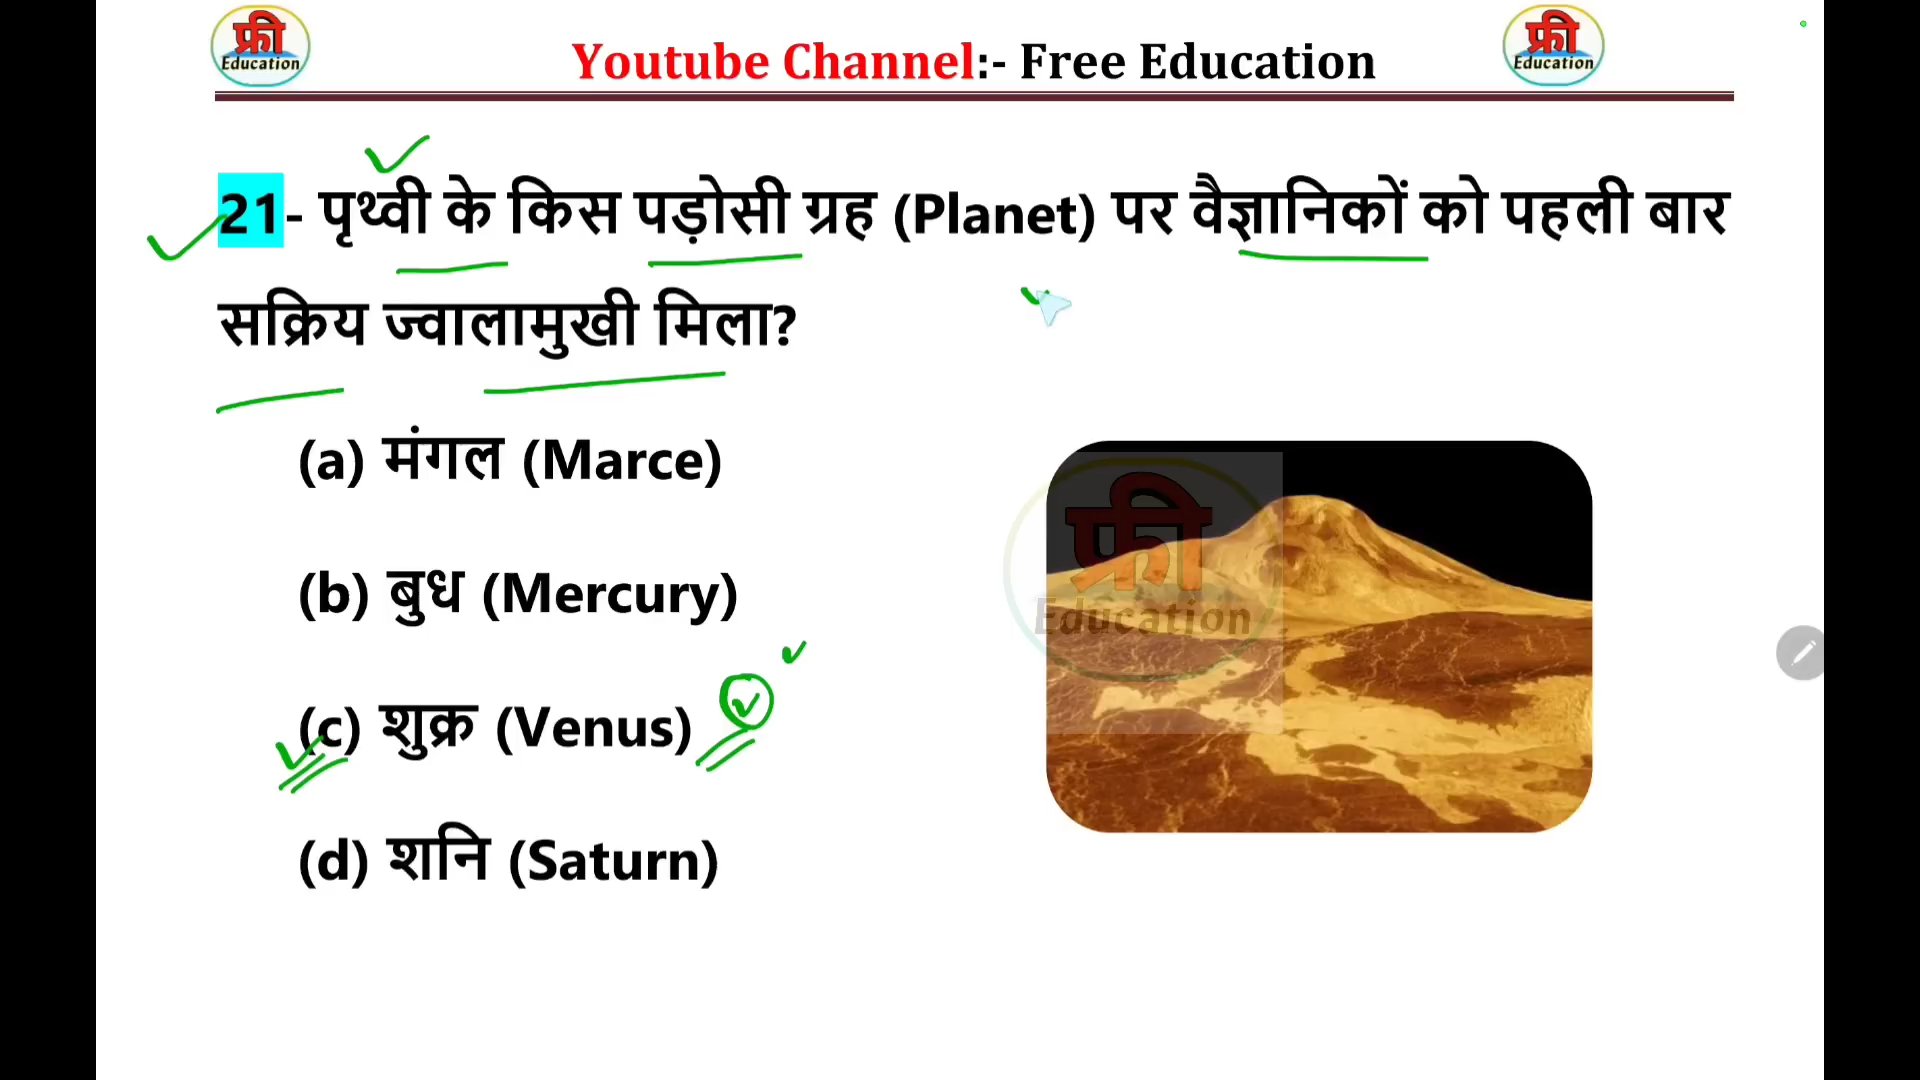 फ्री
Education
Youtube Channel:- Free Education
फ्री
Education
21- पृथ्वी के किस पड़ोसी ग्रह (Planet) पर वैज्ञानिकों को पहली बार
सक्रिय ज्वालामुखी मिला?
(a) मंगल (Marce)
(b) बुध (Mercury)
(c) शुक्र (Venus)
(d) शनि (Saturn)
फ्री
Education